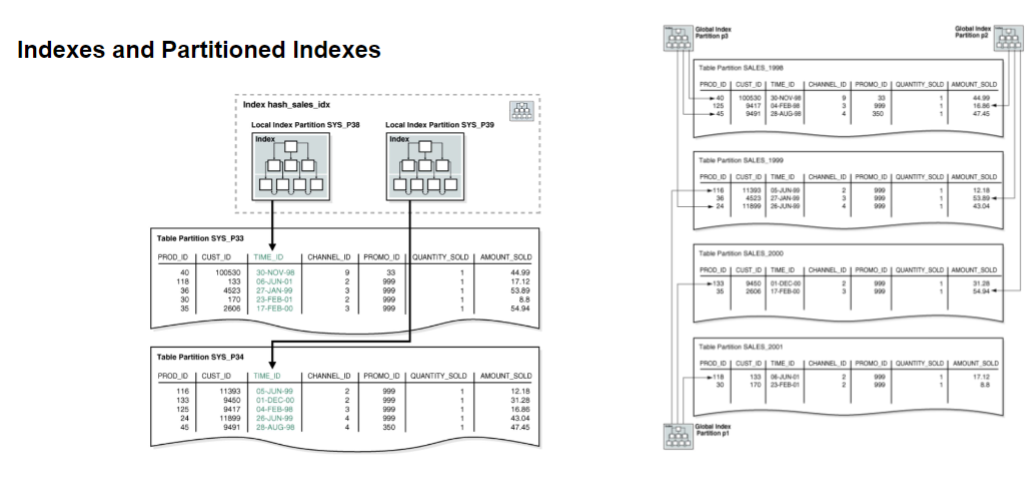 Indexes and Partitioned Indexes
Index hash_sales_idx
Local Index Partition SYS_P38 Local Index Partition SYS_P39
Index Index
Table Partition SYS_P33
PROD_ID CUST_ID TIME_ID CHANNEL_ID PROMO_ID QUANTITY_SOLD AMOUNT_SOLD
40 100530 30-NOV-98 9 33 1 44.99
118 133 06-JUN-01 2 999 1 17.12
36 4523 27-JAN-99 3 999 1 53.89
30 170 23-FEB-01 2 999 1 8.8
35 2606 17-FEB-00 3 999 1 54.94
Table Partition SYS_P34
PROD_ID CUST_ID TIME_ID CHANNEL_ID PROMO_ID QUANTITY_SOLD AMOUNT_SOLD
116 11393 05-JUN-99 2 999 1 12.18
133 9450 01-DEC-00 2 999 1 31.28
125 9417 04-FEB-98 3 999 1 16.86
24 11899 26-JUN-99 4 999 1 43.04
45 9491 28-AUG-98 4 350 1 47.45
Global Index
Partition p3
Global Index
Partition p2
Table Partition SALES_1998
PROD_ID CUST_ID TIME_ID CHANNEL_ID PROMO_ID QUANTITY_SOLD AMOUNT_SOLD
40 100530 30-NOV-98 9 33 1 44.99
125 9417 04-FEB-98 3 999 1 16.86
45 9491 28-AUG-98 4 350 1 47.45
Table Partition SALES_1999
PROD_ID CUST_ID TIME_ID CHANNEL_ID PROMO_ID QUANTITY_SOLD AMOUNT_SOLD
116 11393 05-JUN-99 2 999 1 12.18
36 4523 27-JAN-99 3 999 1 53.89
24 11899 26-JUN-99 4 999 1 43.04
Table Partition SALES_2000
PROD_ID CUST_ID TIME_ID CHANNEL_ID PROMO_ID QUANTITY_SOLD AMOUNT_SOLD
133 9450 01-DEC-00 2 999 1 31.28
35 2606 17-FEB-00 3 999 1 54.94
Table Partition SALES_2001
PROD_ID CUST_ID TIME_ID CHANNEL_ID PROMO_ID QUANTITY_SOLD AMOUNT_SOLD
118 133 06-JUN-01 2 999 1 17.12
30 170 23-FEB-01 2 999 1 8.8
Global Index
Partition p1